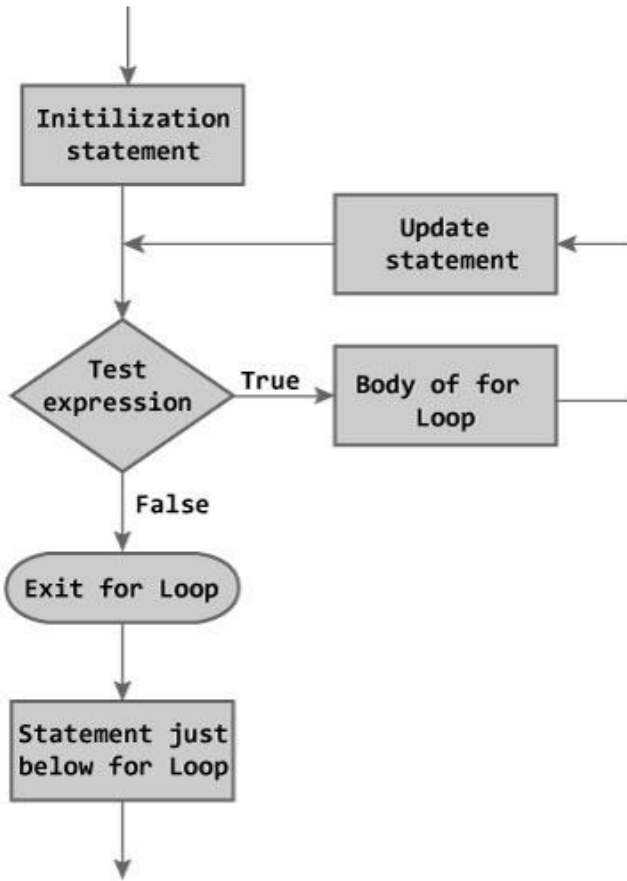 Initilization
statement
Update
statement
Test
expression
True
Body of for
Loop
False
Exit for Loop
Statement just
below for Loop